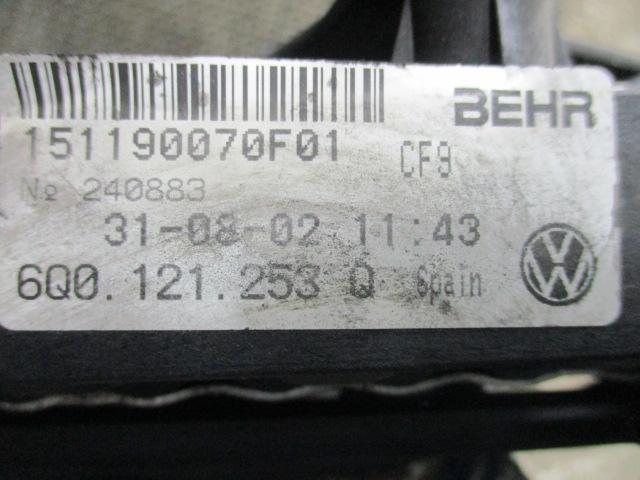 BEHR
151190070F01 CF9
№ 240883
31-08-02 11:43
6Q0.121.253 Q Spain